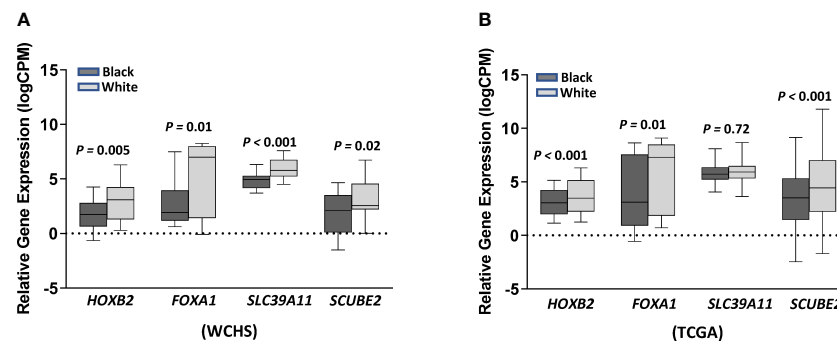 A
Relative Gene Expression (logCPM)
15
10
5
0
-5
Black
White
P = 0.005
P = 0.01
P < 0.001
P = 0.02
HOXB2 FOXA1 SLC39A11 SCUBE2
(WCHS)
B
Relative Gene Expression (logCPM)
15
10
5
0
-5
Black
White
P < 0.001
P = 0.01
P = 0.72
P < 0.001
HOXB2 FOXA1 SLC39A11 SCUBE2
(TCGA)